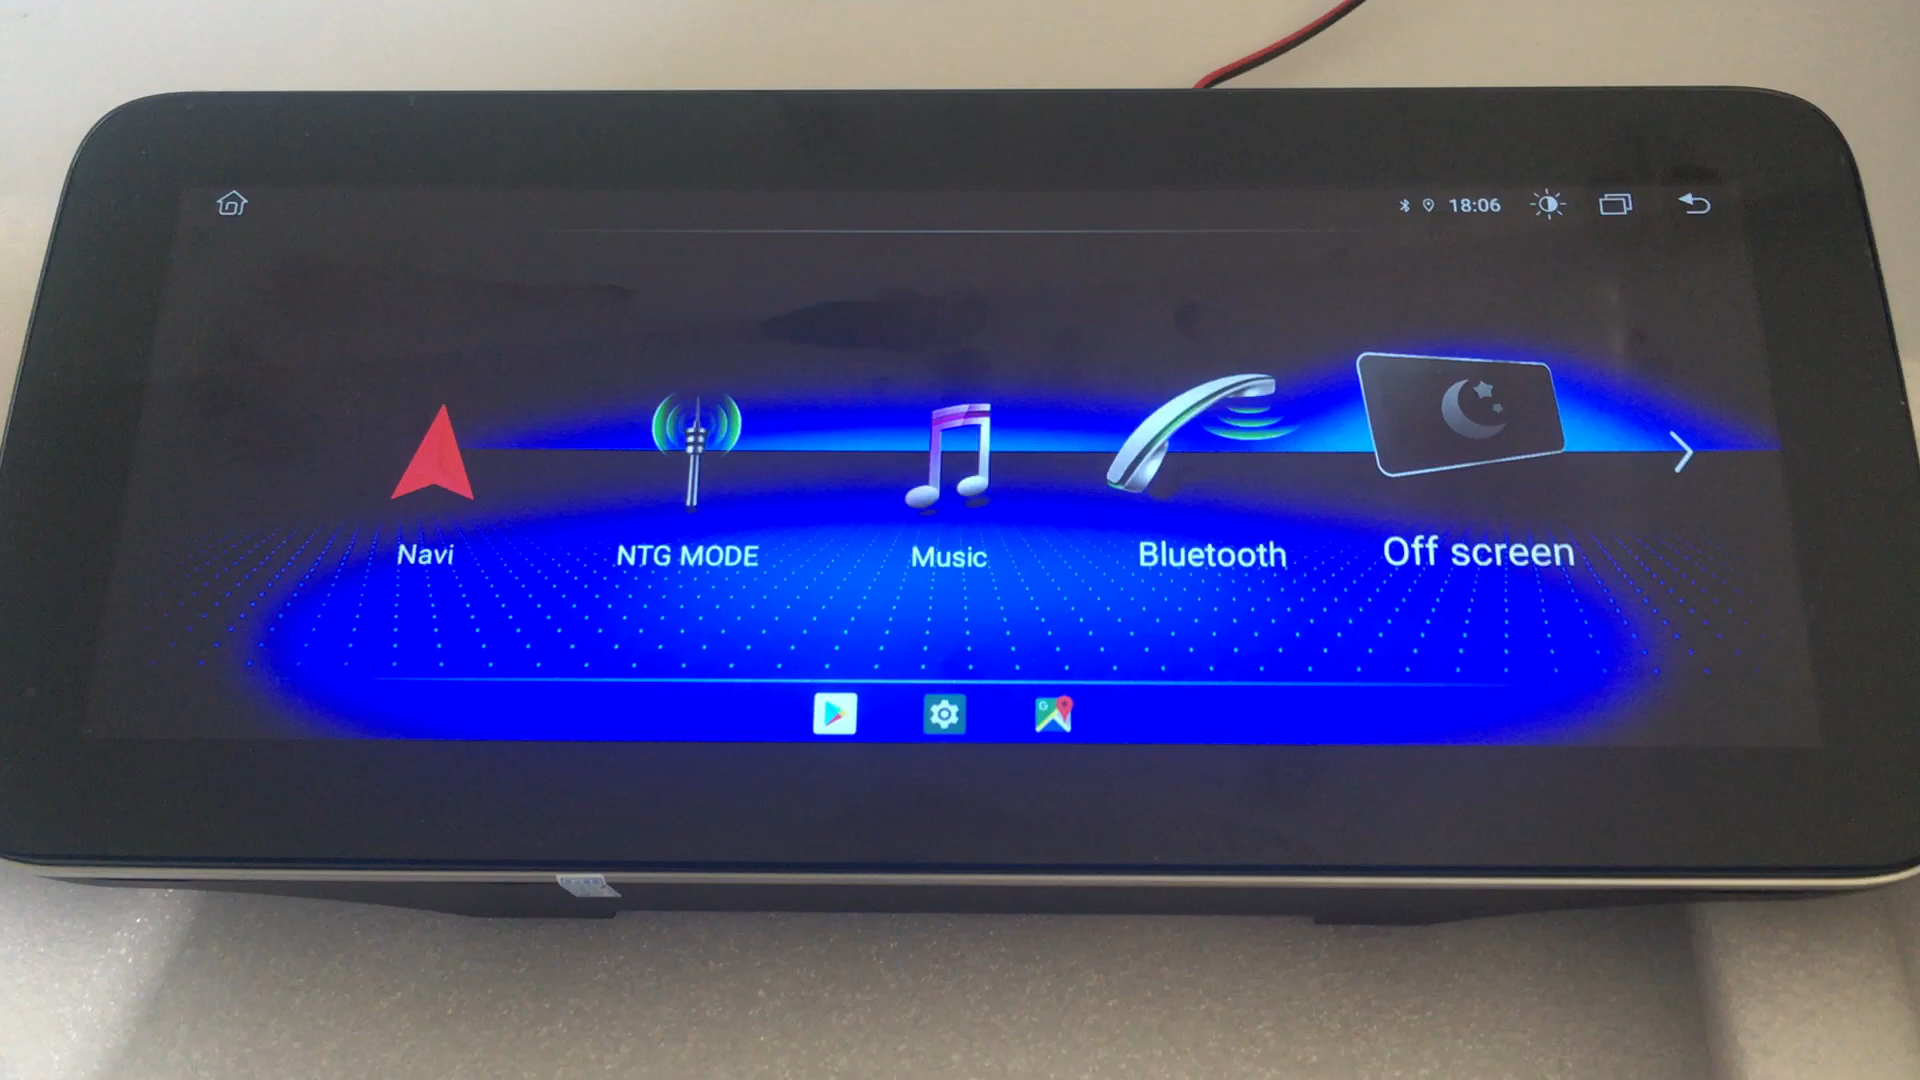 18:06
Navi
NTG MODE
Music
Bluetooth
Off screen
G